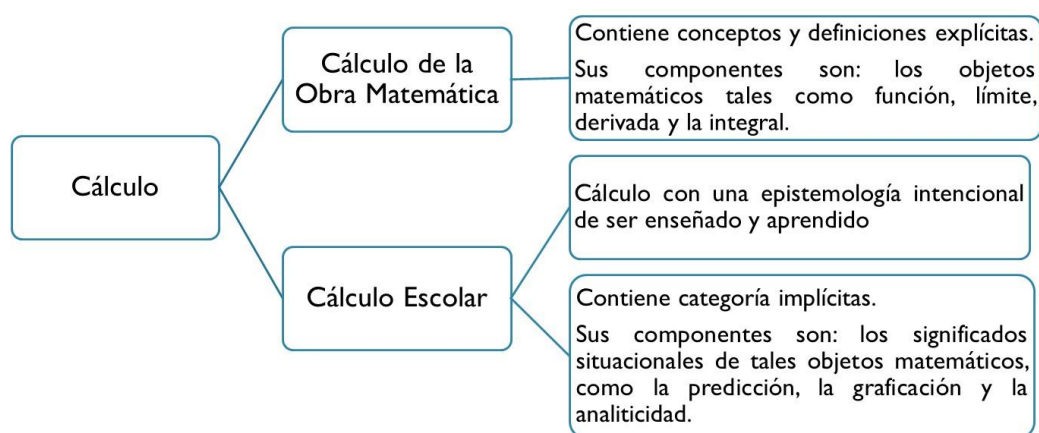 Cálculo
Cálculo de la
Obra Matemática
Contiene conceptos y definiciones explícitas.
Sus componentes son: los objetos
matemáticos tales como función, límite,
derivada y la integral.
Cálculo Escolar
Cálculo con una epistemología intencional
de ser enseñado y aprendido
Contiene categoría implícitas.
Sus componentes son: los significados
situacionales de tales objetos matemáticos,
como la predicción, la graficación y la
analiticidad.